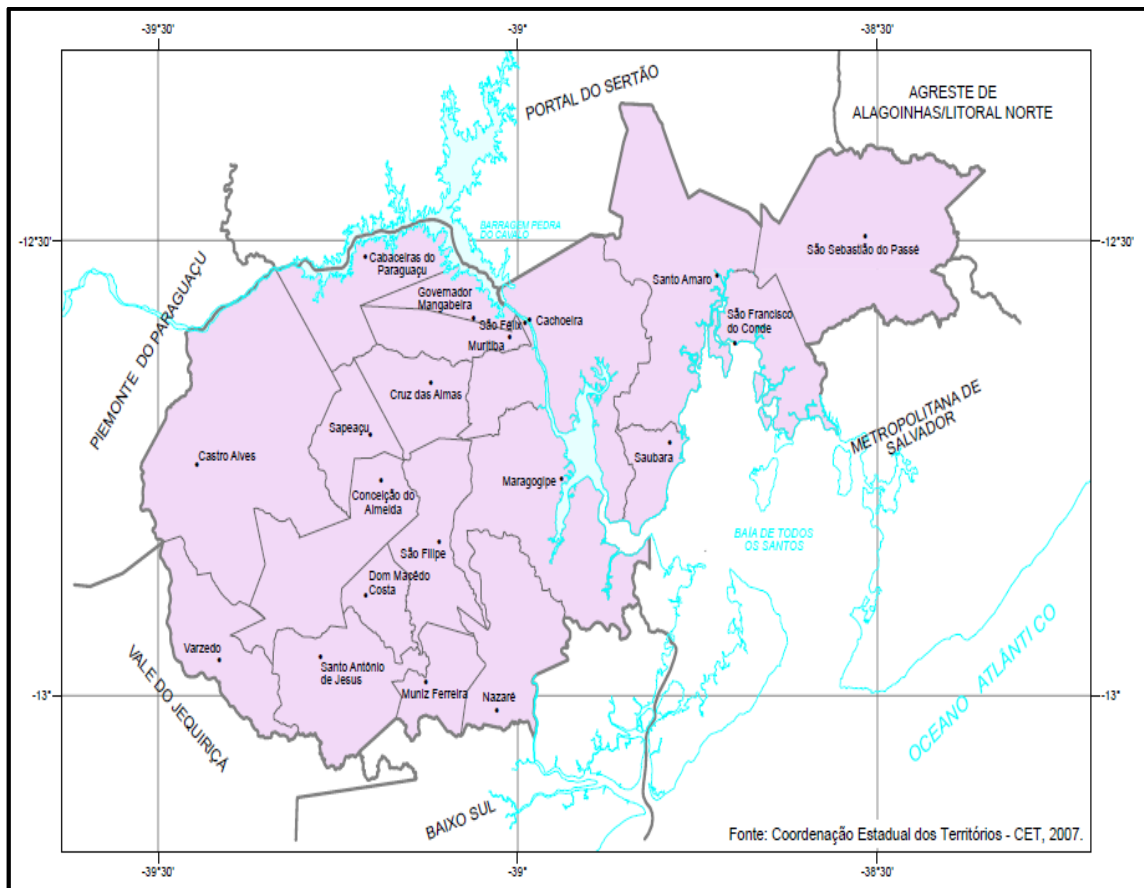 -39°30'
-39°
-38°30'
PORTAL DO SERTÃO
AGRESTE DE
ALAGOINHAS/LITORAL NORTE
-12°30'
-12°30'
BARRAGEM PEDRA
DO CAVALO
São Sebastião do Passé
Cabaceiras do
Paraguaçu
Santo Amaro
PIEMONTE DO PARAGUAÇU
Governador
Mangabeira
São Felix
Cachoeira
São Francisco
do Conde
Muritiba
Cruz das Almas
METROPOLITANA DE
SALVADOR
Sapeaçu
Castro Alves
Saubara
Maragogipe
Conceição do
Almeida
BAÍA DE TODOS
OS SANTOS
São Filipe
Dom Macêdo
Costa
OCEANO ATLÂNTICO
Varzedo
Santo Antônio
de Jesus
VALE DO JEQUIRIÇÁ
Muniz Ferreira
Nazaré
-13°
-13°
BAIXO SUL
Fonte: Coordenação Estadual dos Territórios - CET, 2007.
-39°30'
-39°
-38°30'